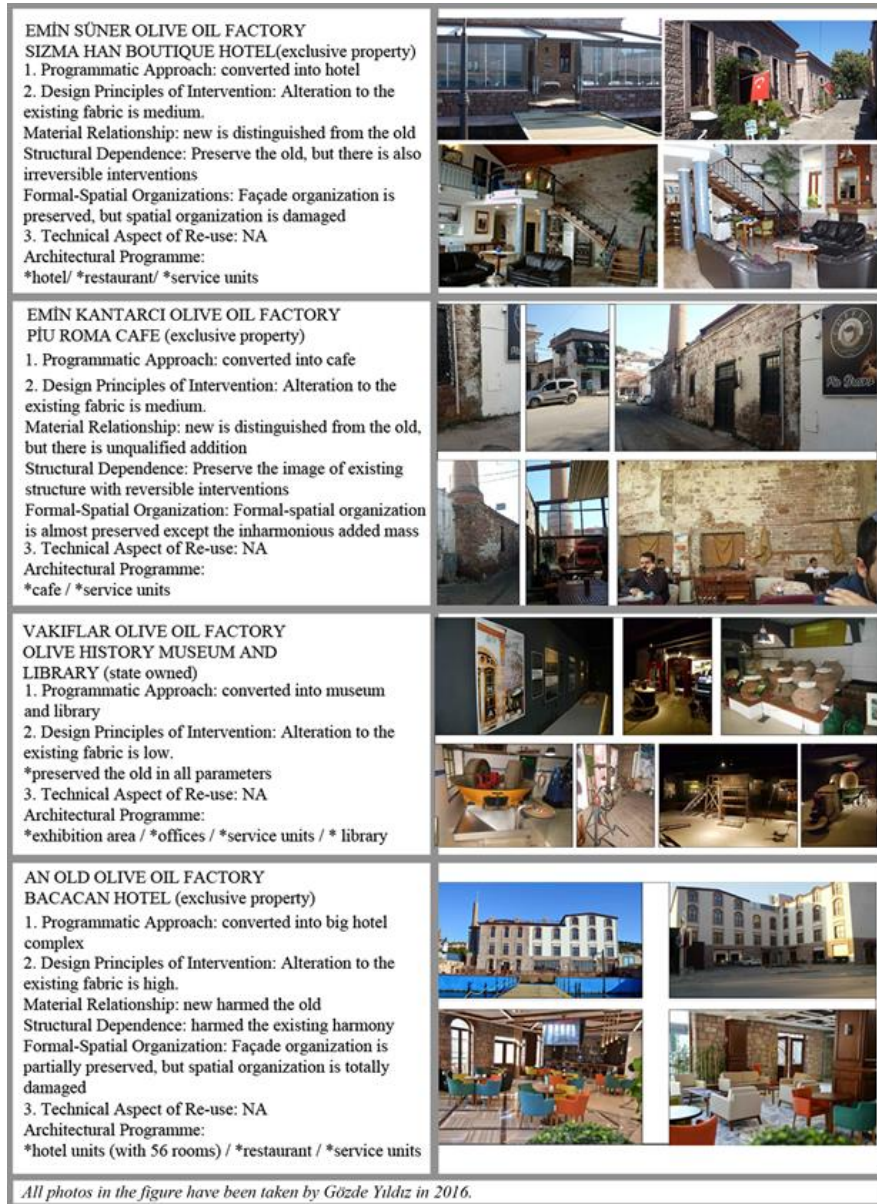 EMİN SÜNER OLIVE OIL FACTORY
SIZMA HAN BOUTIQUE HOTEL(exclusive property)
1. Programmatic Approach: converted into hotel
2. Design Principles of Intervention: Alteration to the
existing fabric is medium.
Material Relationship: new is distinguished from the old
Structural Dependence: Preserve the old, but there is also
irreversible interventions
Formal-Spatial Organizations: Façade organization is
preserved, but spatial organization is damaged
3. Technical Aspect of Re-use: NA
Architectural Programme:
*hotel/ *restaurant/ *service units
EMİN KANTARCI OLIVE OIL FACTORY
PİU ROMA CAFE (exclusive property)
1. Programmatic Approach: converted into cafe
2. Design Principles of Intervention: Alteration to the
existing fabric is medium.
Material Relationship: new is distinguished from the old,
but there is unqualified addition
Structural Dependence: Preserve the image of existing
structure with reversible interventions
Formal-Spatial Organization: Formal-spatial organization
is almost preserved except the inharmonious added mass
3. Technical Aspect of Re-use: NA
Architectural Programme:
*cafe / *service units
VAKIFLAR OLIVE OIL FACTORY
OLIVE HISTORY MUSEUM AND
LIBRARY (state owned)
1. Programmatic Approach: converted into museum
and library
2. Design Principles of Intervention: Alteration to the
existing fabric is low.
*preserved the old in all parameters
3. Technical Aspect of Re-use: NA
Architectural Programme:
*exhibition area / *offices / *service units / * library
AN OLD OLIVE OIL FACTORY
BACACAN HOTEL (exclusive property)
1. Programmatic Approach: converted into big hotel
complex
2. Design Principles of Intervention: Alteration to the
existing fabric is high.
Material Relationship: new harmed the old
Structural Dependence: harmed the existing harmony
Formal-Spatial Organization: Façade organization is
partially preserved, but spatial organization is totally
damaged
3. Technical Aspect of Re-use: NA
Architectural Programme:
*hotel units (with 56 rooms) / *restaurant / *service units
All photos in the figure have been taken by Gözde Yıldız in 2016.